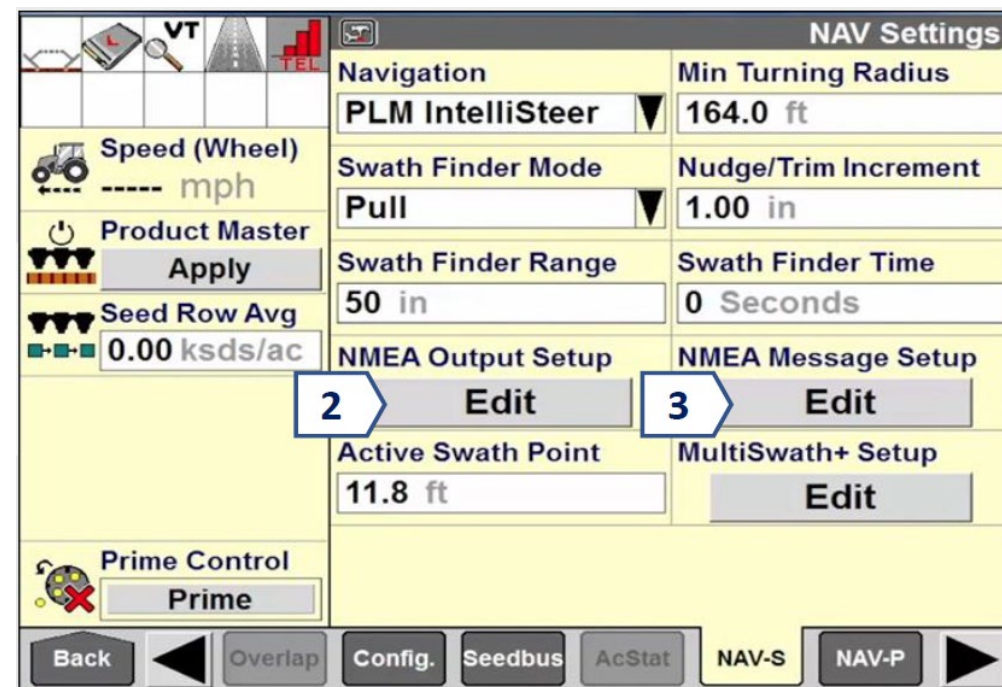 VT
L
TEL
NAV Settings
Speed (Wheel)
----- mph
Product Master
Apply
Seed Row Avg
0.00 ksds/ac
Prime Control
Prime
Navigation
PLM IntelliSteer
Min Turning Radius
164.0 ft
Swath Finder Mode
Pull
Nudge/Trim Increment
1.00 in
Swath Finder Range
50 in
Swath Finder Time
0 Seconds
NMEA Output Setup
2 Edit
NMEA Message Setup
3 Edit
Active Swath Point
11.8 ft
MultiSwath+ Setup
Edit
Back Overlap Config. Seedbus AcStat NAV-S NAV-P